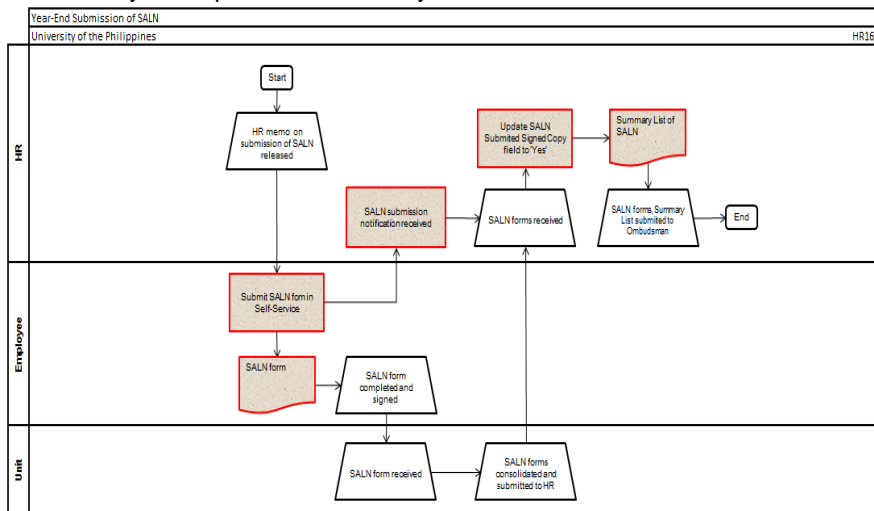 Year-End Submission of SALN
University of the Philippines HR16
HR
Start
HR memo on
submission of SALN
released
Update SALN
Submited Signed Copy
field to 'Yes'
Summary List of
SALN
SALN submission
notification received
SALN forms received
SALN forms, Summary
List submited to
Ombudsman
End
Employee
Submit SALN fom in
Self-Service
SALN form
SALN form
completed and
signed
Unit
SALN form received
SALN forms
consolidated and
submitted to HR